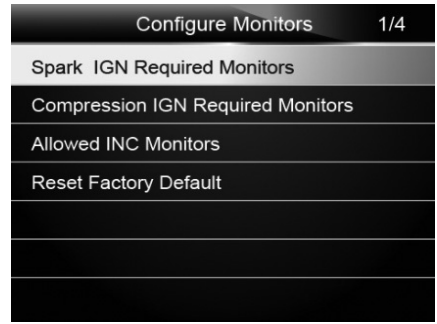 Configure Monitors 1/4
Spark IGN Required Monitors
Compression IGN Required Monitors
Allowed INC Monitors
Reset Factory Default